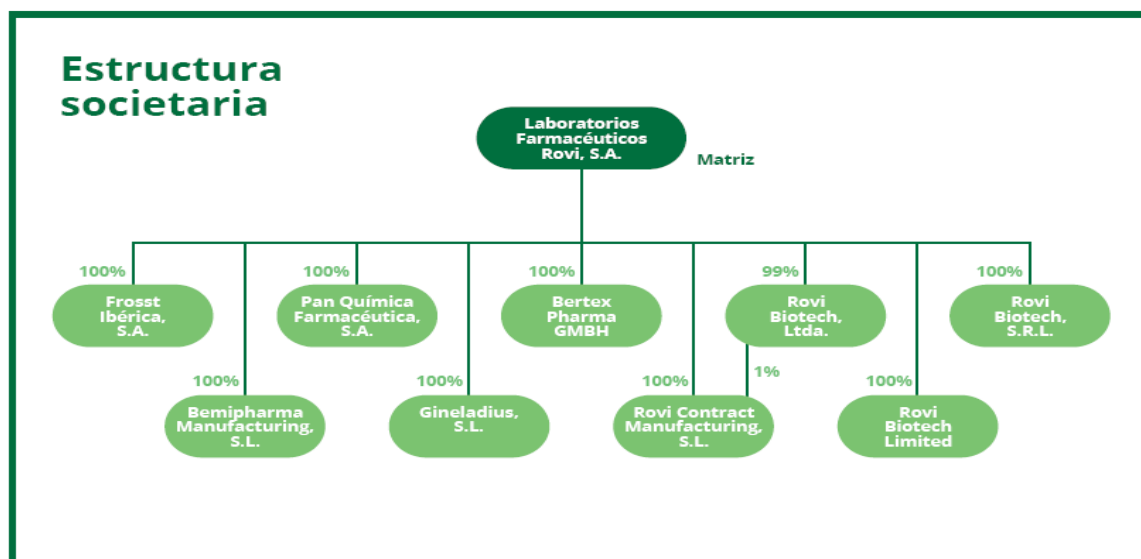 Estructura
societaria
Laboratorios
Farmacéuticos
Rovi, S.A.
Matriz
100%
Frosst
Ibérica,
S.A.
100%
Pan Química
Farmacéutica,
S.A.
100%
Bertex
Pharma
GMBH
99%
Rovi
Biotech,
Ltda.
100%
Rovi
Biotech,
S.R.L.
100%
Bemipharma
Manufacturing,
S.L.
100%
Gineladius,
S.L.
100%
Rovi Contract
Manufacturing,
S.L.
1%
100%
Rovi
Biotech
Limited